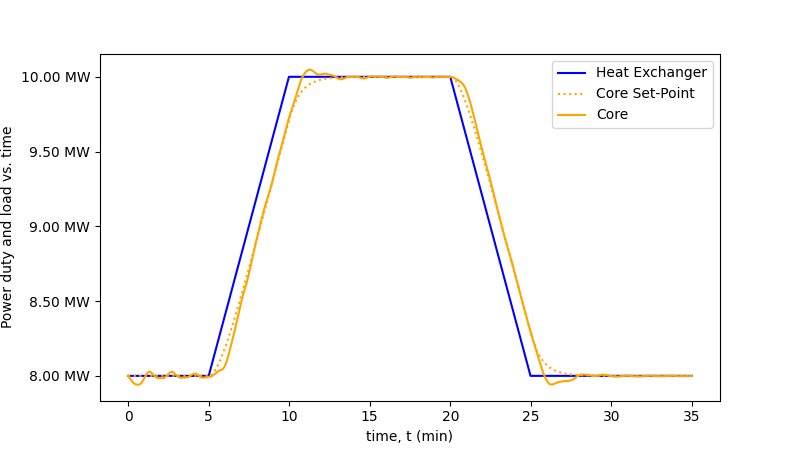 Power duty and load vs. time
10.00 MW
9.50 MW
9.00 MW
8.50 MW
8.00 MW
Heat Exchanger
Core Set-Point
Core
0 5 10 15 20 25 30 35
time, t (min)